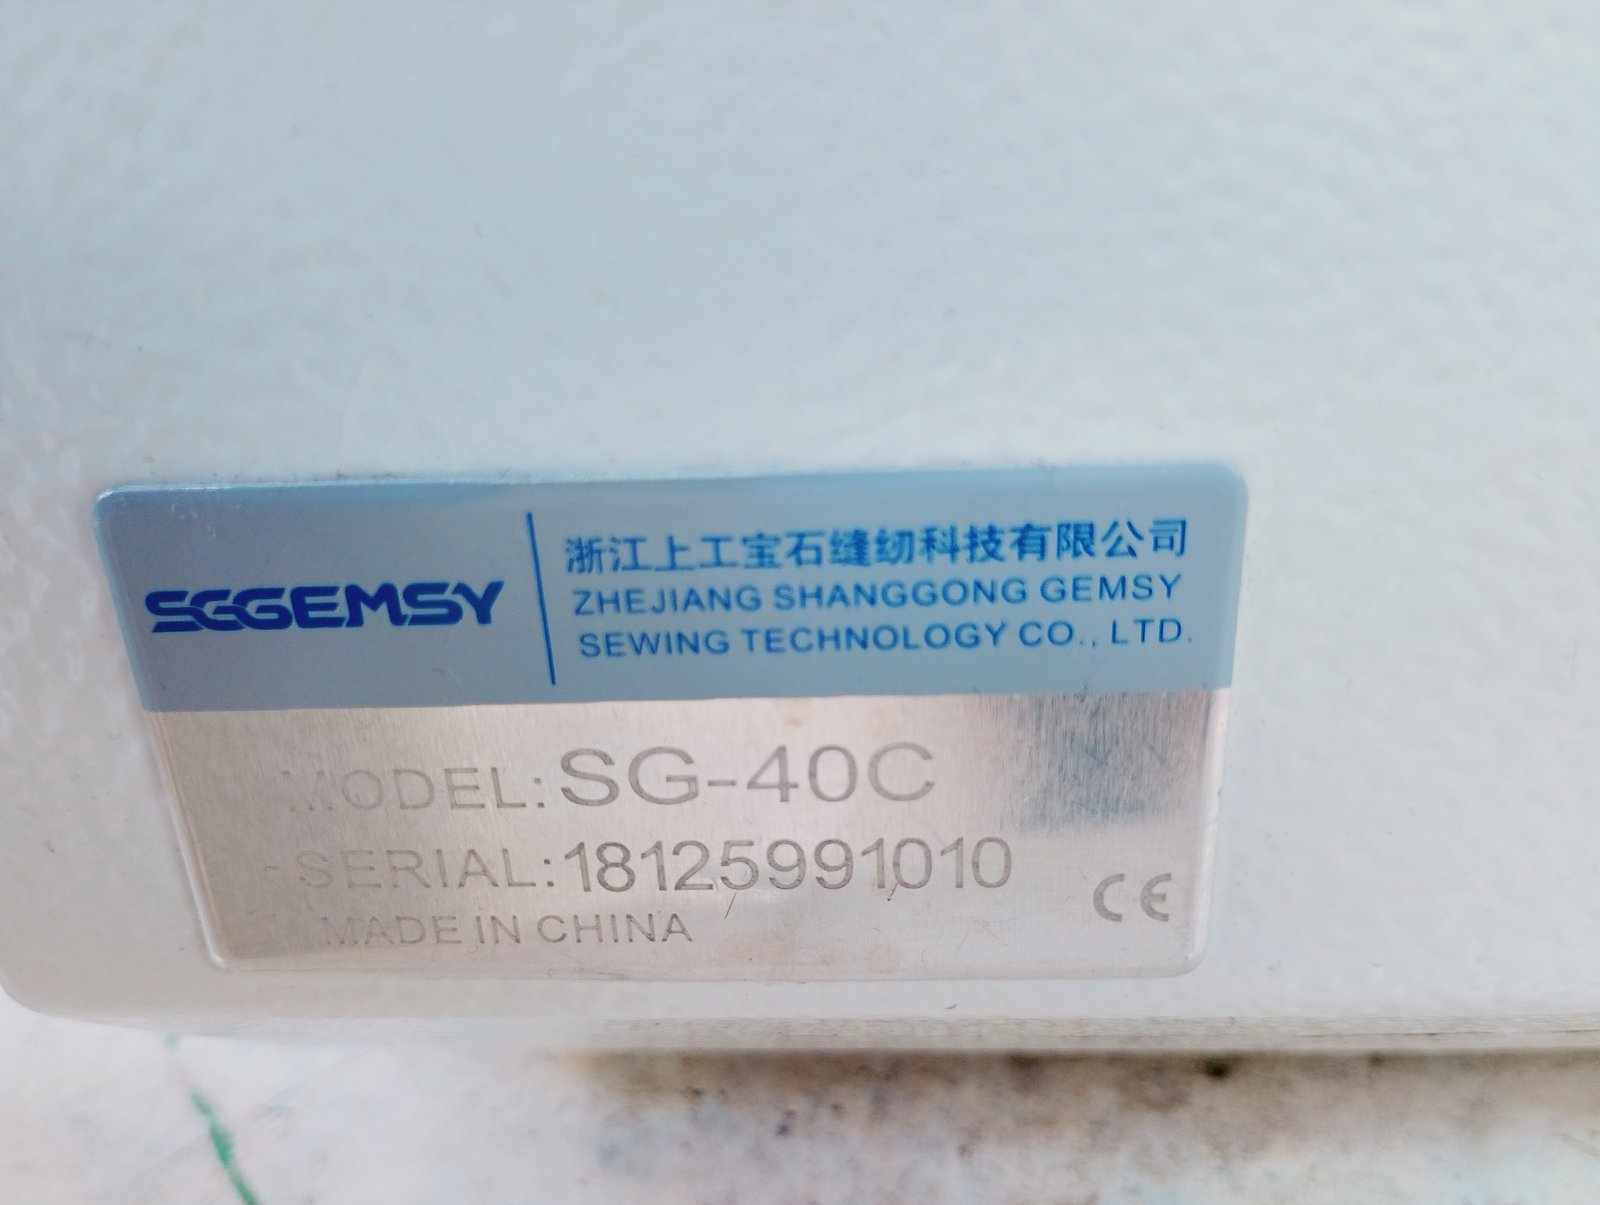 SGGEMSY
浙江上工宝石缝纫科技有限公司
ZHEJIANG SHANGGONG GEMSY
SEWING TECHNOLOGY CO., LTD.
MODEL: SG-40C
SERIAL: 18125991010
MADE IN CHINA
CE